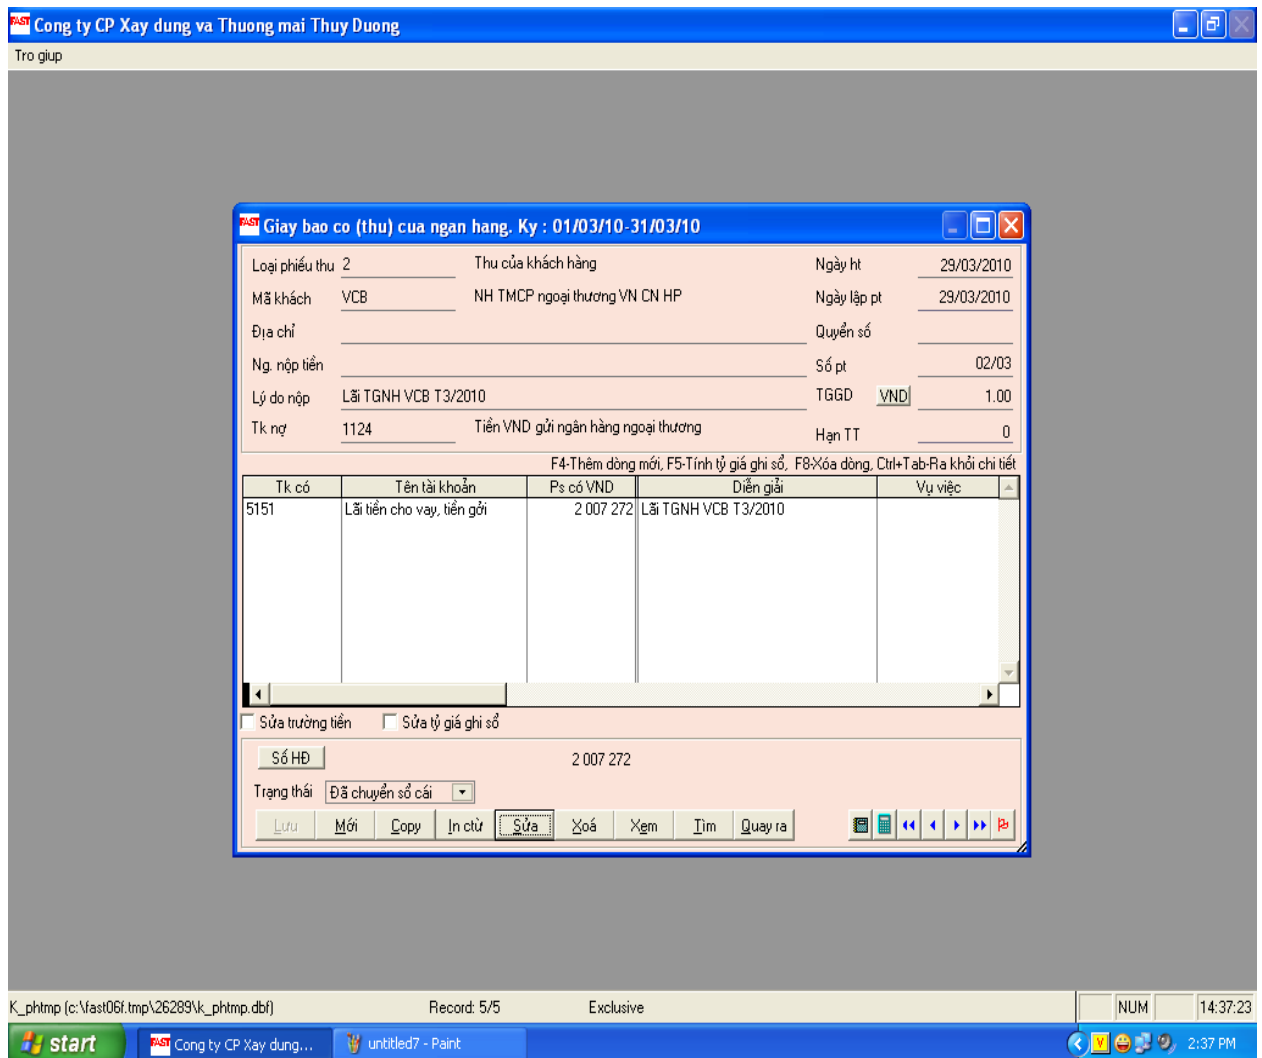 FAST Cong ty CP Xay dung va Thuong mai Thuy Duong
Tro giup
FAST Giay bao co (thu) cua ngan hang. Ky : 01/03/10-31/03/10
Loại phiếu thu 2 Thu của khách hàng Ngày ht 29/03/2010
Mã khách VCB NH TMCP ngoại thương VN CN HP Ngày lập pt 29/03/2010
Địa chỉ Quyển số
Ng. nộp tiền Số pt 02/03
Lý do nộp Lãi TGNH VCB T3/2010 TGGD VND 1.00
Tk nợ 1124 Tiền VND gửi ngân hàng ngoại thương Hạn TT 0
F4-Thêm dòng mới, F5-Tính tỷ giá ghi sổ, F8-Xóa dòng, Ctrl+Tab-Ra khỏi chi tiết
Tk có Tên tài khoản Ps có VND Diễn giải Vụ việc
5151 Lãi tiền cho vay, tiền gởi 2 007 272 Lãi TGNH VCB T3/2010
Sửa trường tiền Sửa tỷ giá ghi sổ
Số HĐ 2 007 272
Trạng thái Đã chuyển sổ cái
Lưu Mới Copy In ctừ Sửa Xoá Xem Tìm Quay ra
K_phtmp (c:\fast06f.tmp\26289\k_phtmp.dbf) Record: 5/5 Exclusive NUM 14:37:23
start FAST Cong ty CP Xay dung... untitled7 - Paint 2:37 PM